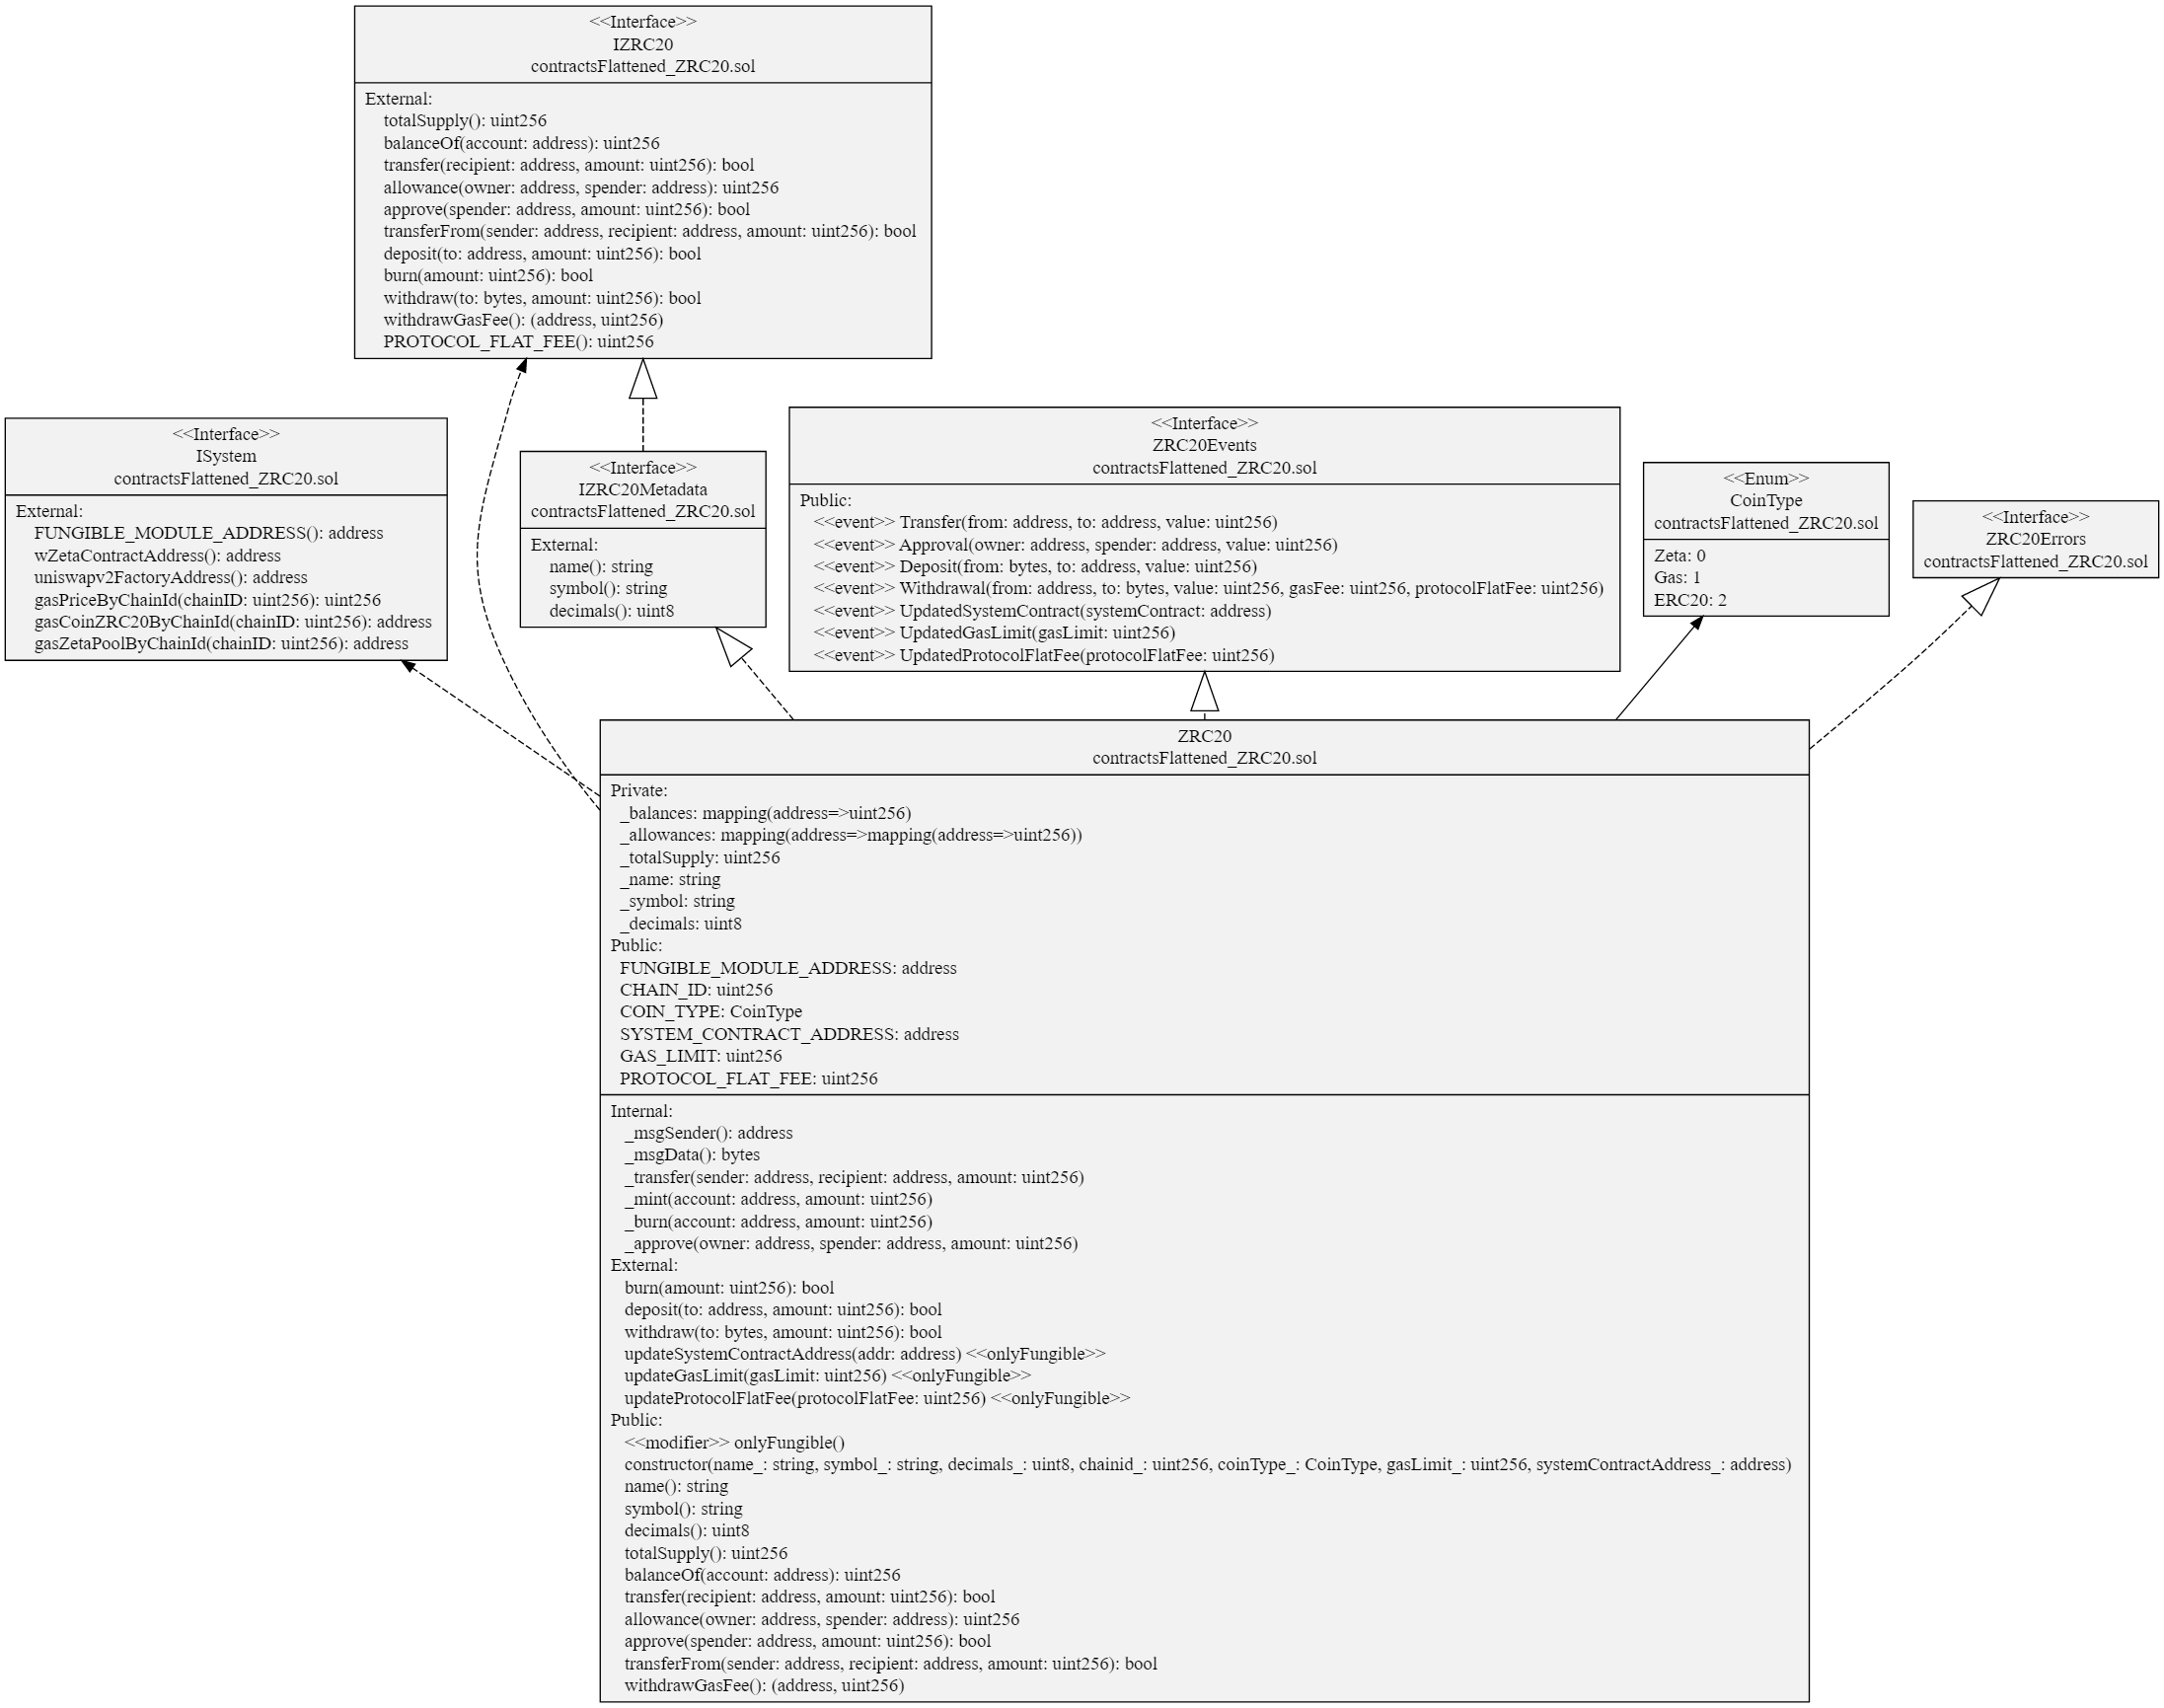 <<Interface>>
IZRC20
contractsFlattened_ZRC20.sol
External:
totalSupply(): uint256
balanceOf(account: address): uint256
transfer(recipient: address, amount: uint256): bool
allowance(owner: address, spender: address): uint256
approve(spender: address, amount: uint256): bool
transferFrom(sender: address, recipient: address, amount: uint256): bool
deposit(to: address, amount: uint256): bool
burn(amount: uint256): bool
withdraw(to: bytes, amount: uint256): bool
withdrawGasFee(): (address, uint256)
PROTOCOL_FLAT_FEE(): uint256
<<Interface>>
ISystem
contractsFlattened_ZRC20.sol
External:
FUNGIBLE_MODULE_ADDRESS(): address
wZetaContractAddress(): address
uniswapv2FactoryAddress(): address
gasPriceByChainId(chainID: uint256): uint256
gasCoinZRC20ByChainId(chainID: uint256): address
gasZetaPoolByChainId(chainID: uint256): address
<<Interface>>
IZRC20Metadata
contractsFlattened_ZRC20.sol
External:
name(): string
symbol(): string
decimals(): uint8
<<Interface>>
ZRC20Events
contractsFlattened_ZRC20.sol
Public:
<<event>> Transfer(from: address, to: address, value: uint256)
<<event>> Approval(owner: address, spender: address, value: uint256)
<<event>> Deposit(from: bytes, to: address, value: uint256)
<<event>> Withdrawal(from: address, to: bytes, value: uint256, gasFee: uint256, protocolFlatFee: uint256)
<<event>> UpdatedSystemContract(systemContract: address)
<<event>> UpdatedGasLimit(gasLimit: uint256)
<<event>> UpdatedProtocolFlatFee(protocolFlatFee: uint256)
<<Enum>>
CoinType
contractsFlattened_ZRC20.sol
Zeta: 0
Gas: 1
ERC20: 2
<<Interface>>
ZRC20Errors
contractsFlattened_ZRC20.sol
ZRC20
contractsFlattened_ZRC20.sol
Private:
_balances: mapping(address=>uint256)
_allowances: mapping(address=>mapping(address=>uint256))
_totalSupply: uint256
_name: string
_symbol: string
_decimals: uint8
Public:
FUNGIBLE_MODULE_ADDRESS: address
CHAIN_ID: uint256
COIN_TYPE: CoinType
SYSTEM_CONTRACT_ADDRESS: address
GAS_LIMIT: uint256
PROTOCOL_FLAT_FEE: uint256
Internal:
_msgSender(): address
_msgData(): bytes
_transfer(sender: address, recipient: address, amount: uint256)
_mint(account: address, amount: uint256)
_burn(account: address, amount: uint256)
_approve(owner: address, spender: address, amount: uint256)
External:
burn(amount: uint256): bool
deposit(to: address, amount: uint256): bool
withdraw(to: bytes, amount: uint256): bool
updateSystemContractAddress(addr: address) <<onlyFungible>>
updateGasLimit(gasLimit: uint256) <<onlyFungible>>
updateProtocolFlatFee(protocolFlatFee: uint256) <<onlyFungible>>
Public:
<<modifier>> onlyFungible()
constructor(name_: string, symbol_: string, decimals_: uint8, chainid_: uint256, coinType_: CoinType, gasLimit_: uint256, systemContractAddress_: address)
name(): string
symbol(): string
decimals(): uint8
totalSupply(): uint256
balanceOf(account: address): uint256
transfer(recipient: address, amount: uint256): bool
allowance(owner: address, spender: address): uint256
approve(spender: address, amount: uint256): bool
transferFrom(sender: address, recipient: address, amount: uint256): bool
withdrawGasFee(): (address, uint256)